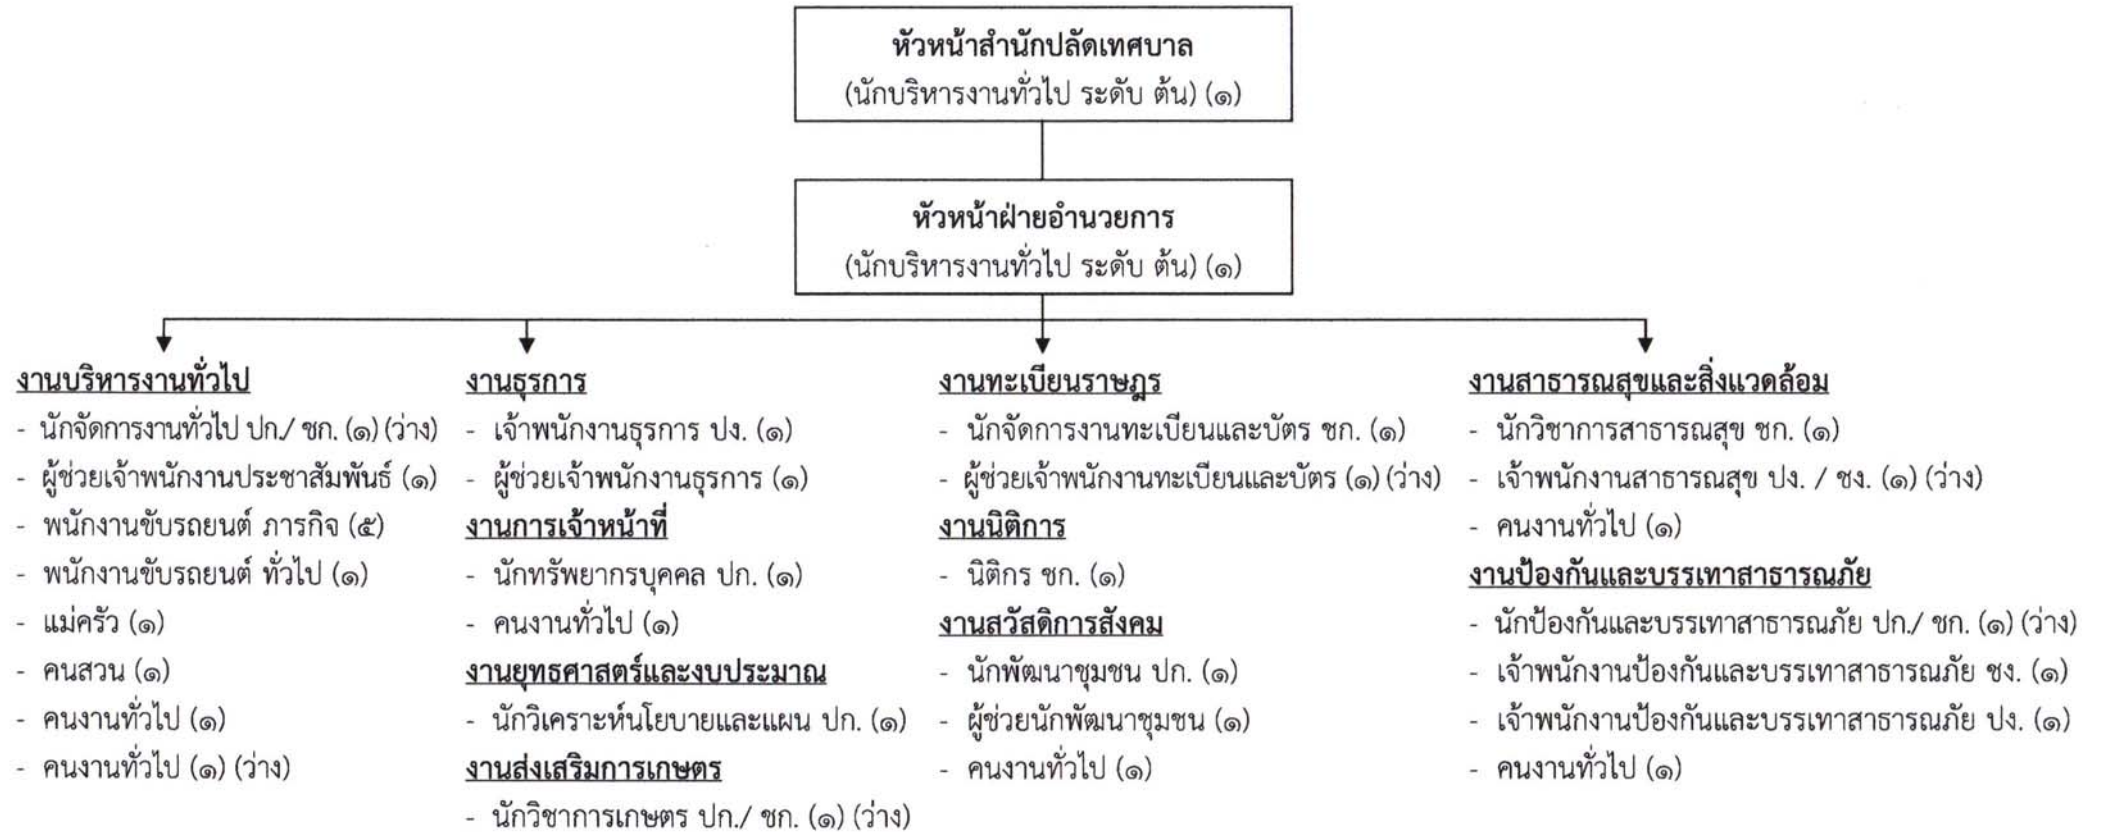 หัวหน้าสำนักปลัดเทศบาล
(นักบริหารงานทั่วไป ระดับ ต้น) (๑)
หัวหน้าฝ่ายอำนวยการ
(นักบริหารงานทั่วไป ระดับ ต้น) (๑)
งานบริหารงานทั่วไป
- นักจัดการงานทั่วไป ปก./ ชก. (๑) (ว่าง)
- ผู้ช่วยเจ้าพนักงานประชาสัมพันธ์ (๑)
- พนักงานขับรถยนต์ ภารกิจ (๕)
- พนักงานขับรถยนต์ ทั่วไป (๑)
- แม่ครัว (๑)
- คนสวน (๑)
- คนงานทั่วไป (๑)
- คนงานทั่วไป (๑) (ว่าง)
งานธุรการ
- เจ้าพนักงานธุรการ ปง. (๑)
- ผู้ช่วยเจ้าพนักงานธุรการ (๑)
งานการเจ้าหน้าที่
- นักทรัพยากรบุคคล ปก. (๑)
- คนงานทั่วไป (๑)
งานยุทธศาสตร์และงบประมาณ
- นักวิเคราะห์นโยบายและแผน ปก. (๑)
งานส่งเสริมการเกษตร
- นักวิชาการเกษตร ปก./ ชก. (๑) (ว่าง)
งานทะเบียนราษฎร
- นักจัดการงานทะเบียนและบัตร ชก. (๑)
- ผู้ช่วยเจ้าพนักงานทะเบียนและบัตร (๑) (ว่าง)
งานนิติการ
- นิติกร ชก. (๑)
งานสวัสดิการสังคม
- นักพัฒนาชุมชน ปก. (๑)
- ผู้ช่วยนักพัฒนาชุมชน (๑)
- คนงานทั่วไป (๑)
งานสาธารณสุขและสิ่งแวดล้อม
- นักวิชาการสาธารณสุข ชก. (๑)
- เจ้าพนักงานสาธารณสุข ปง. / ชง. (๑) (ว่าง)
- คนงานทั่วไป (๑)
งานป้องกันและบรรเทาสาธารณภัย
- นักป้องกันและบรรเทาสาธารณภัย ปก./ ชก. (๑) (ว่าง)
- เจ้าพนักงานป้องกันและบรรเทาสาธารณภัย ชง. (๑)
- เจ้าพนักงานป้องกันและบรรเทาสาธารณภัย ปง. (๑)
- คนงานทั่วไป (๑)